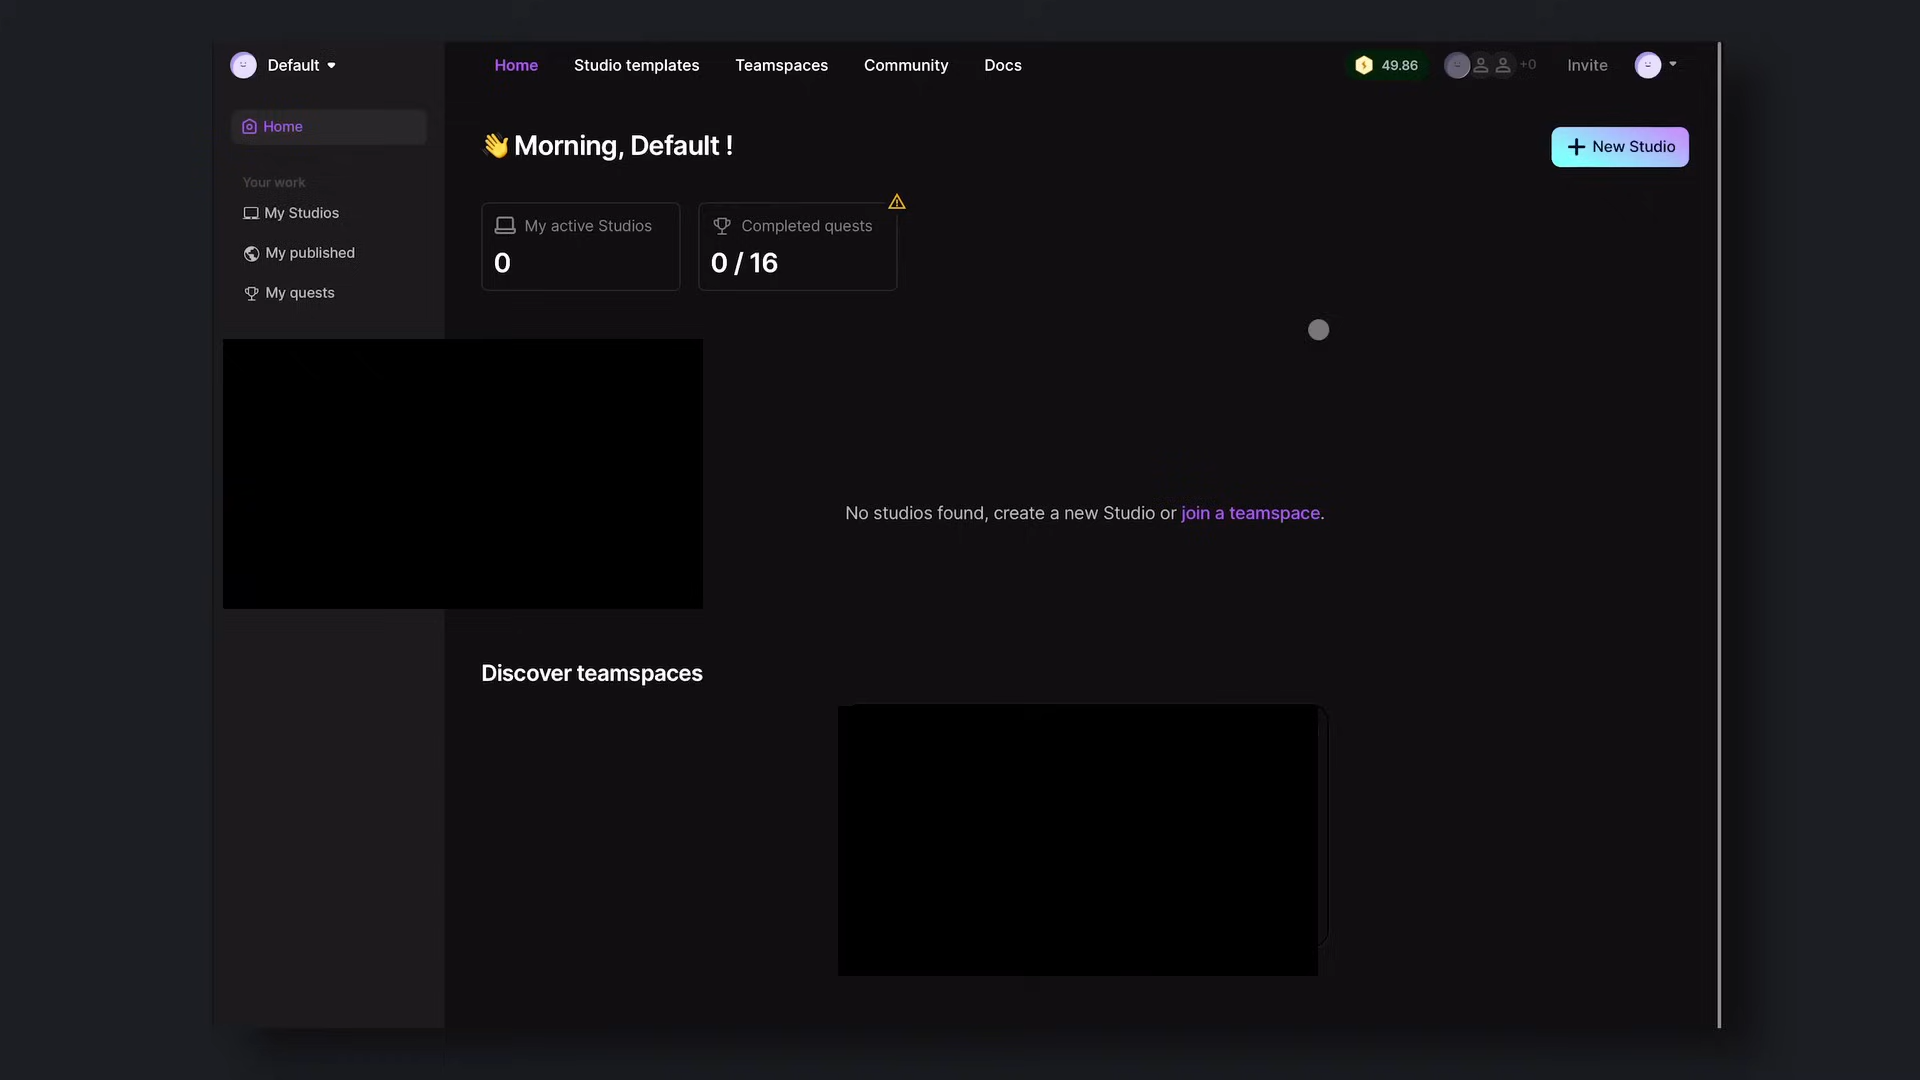 Default
Home Studio templates Teamspaces Community Docs
49.86
+0
Invite
Home
👋 Morning, Default !
New Studio
Your work
My Studios
My published
My quests
My active Studios
0
Completed quests
0 / 16
No studios found, create a new Studio or join a teamspace.
Discover teamspaces